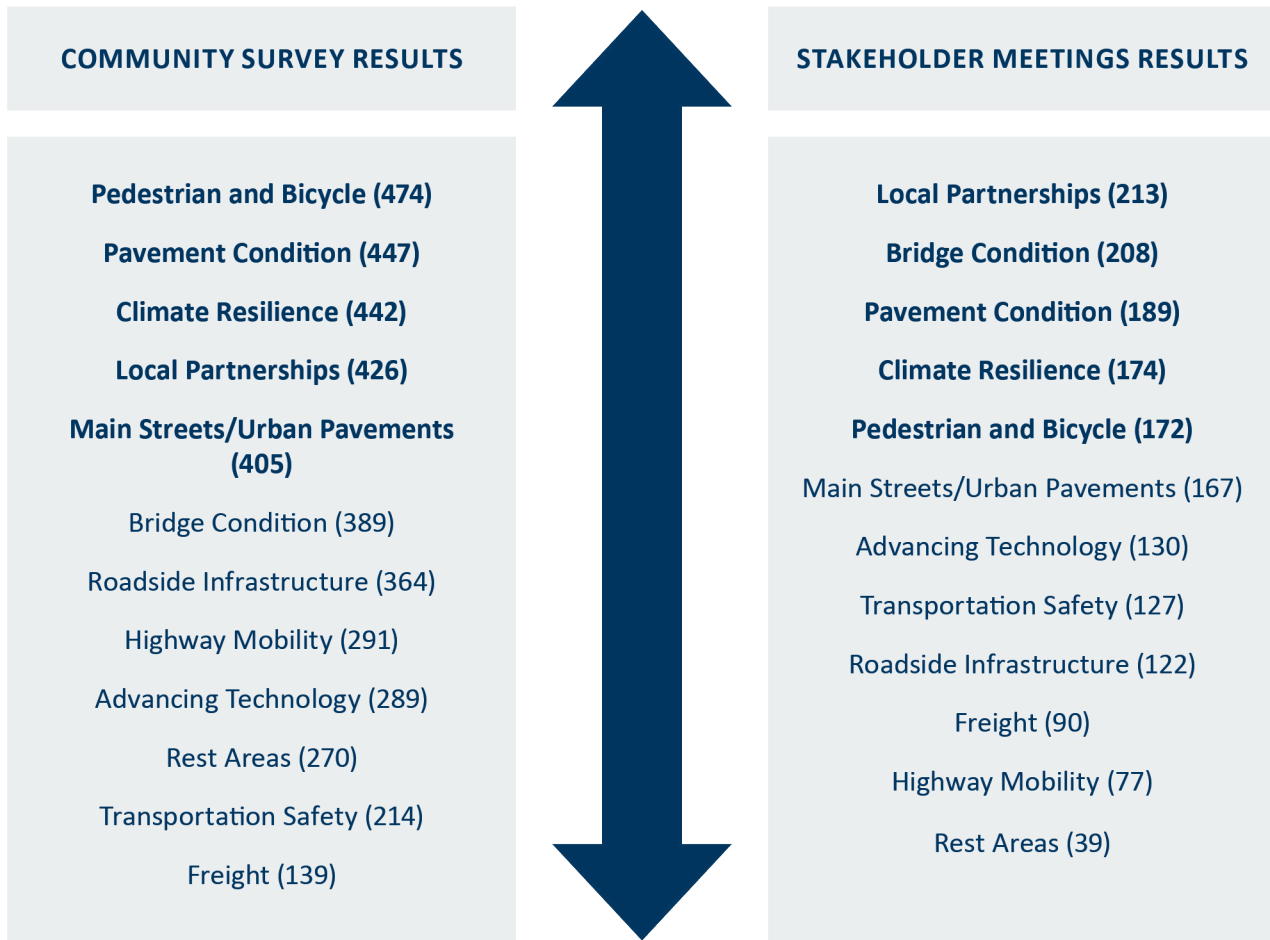 COMMUNITY SURVEY RESULTS
Pedestrian and Bicycle (474)
Pavement Condition (447)
Climate Resilience (442)
Local Partnerships (426)
Main Streets/Urban Pavements
(405)
Bridge Condition (389)
Roadside Infrastructure (364)
Highway Mobility (291)
Advancing Technology (289)
Rest Areas (270)
Transportation Safety (214)
Freight (139)
STAKEHOLDER MEETINGS RESULTS
Local Partnerships (213)
Bridge Condition (208)
Pavement Condition (189)
Climate Resilience (174)
Pedestrian and Bicycle (172)
Main Streets/Urban Pavements (167)
Advancing Technology (130)
Transportation Safety (127)
Roadside Infrastructure (122)
Freight (90)
Highway Mobility (77)
Rest Areas (39)